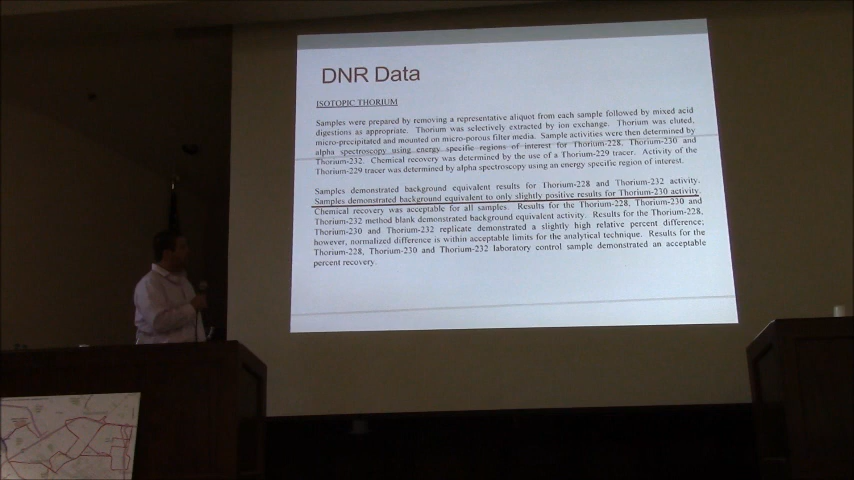 DNR Data
ISOTOPIC THORIUM
Samples were prepared by removing a representative aliquot from each sample followed by mixed acid
digestions as appropriate. Thorium was selectively extracted by ion exchange. Thorium was eluted,
micro-precipitated and mounted on micro-porous filter media. Sample activities were then determined by
alpha spectroscopy using energy specific regions of interest for Thorium-228, Thorium-230 and
Thorium-232. Chemical recovery was determined by the use of a Thorium-229 tracer. Activity of the
Thorium-229 tracer was determined by alpha spectroscopy using an energy specific region of interest.
Samples demonstrated background equivalent results for Thorium-228 and Thorium-232 activity.
Samples demonstrated background equivalent to only slightly positive results for Thorium-230 activity.
Chemical recovery was acceptable for all samples. Results for the Thorium-228, Thorium-230 and
Thorium-232 method blank demonstrated background equivalent activity. Results for the Thorium-228,
Thorium-230 and Thorium-232 replicate demonstrated a slightly high relative percent difference;
however, normalized difference is within acceptable limits for the analytical technique. Results for the
Thorium-228, Thorium-230 and Thorium-232 laboratory control sample demonstrated an acceptable
percent recovery.